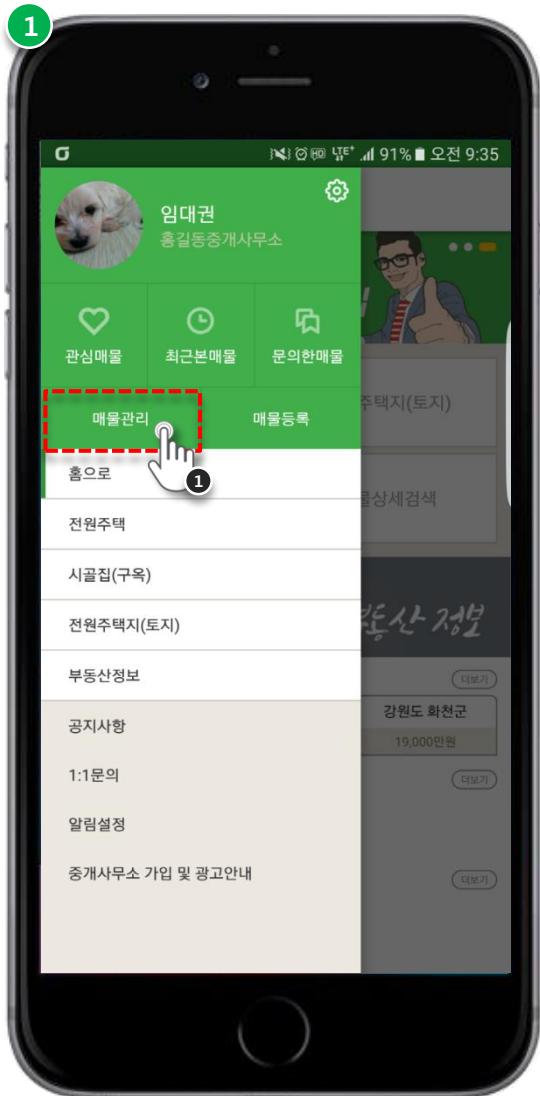 1
HD LTE+ 91% 오전 9:35
임대권
홍길동중개사무소
관심매물 최근본매물 문의한매물
매물관리 매물등록
1
홈으로
전원주택
시골집(구옥)
전원주택지(토지)
부동산정보
공지사항
1:1문의
알림설정
중개사무소 가입 및 광고안내
주택지(토지)
물상세검색
부동산 정보
더보기
강원도 화천군
19,000만원
더보기
더보기